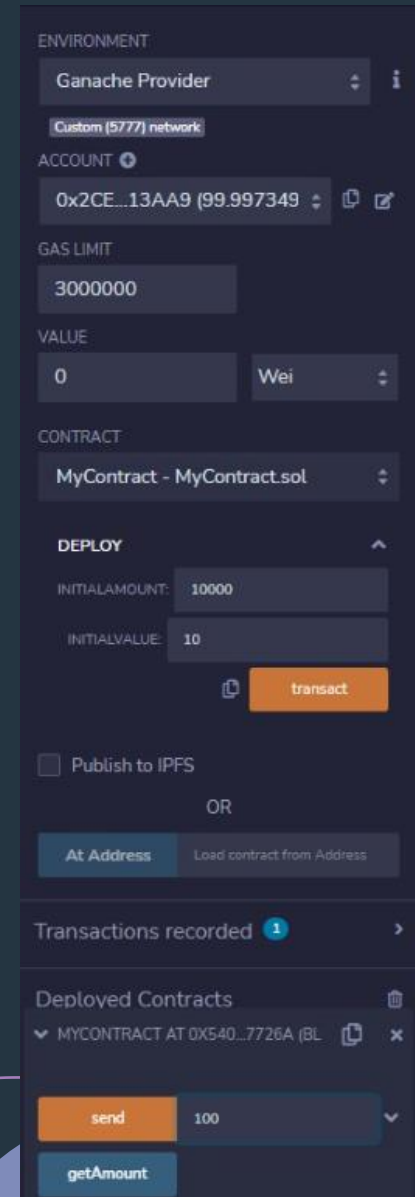 ENVIRONMENT
Ganache Provider
Custom (5777) network
ACCOUNT
0x2CE...13AA9 (99.997349
GAS LIMIT
3000000
VALUE
0 Wei
CONTRACT
MyContract - MyContract.sol
DEPLOY
INITIALAMOUNT: 10000
INITIALVALUE: 10
transact
Publish to IPFS
OR
At Address Load contract from Address
Transactions recorded 1
Deployed Contracts
MYCONTRACT AT 0X540...7726A (BL
send 100
getAmount